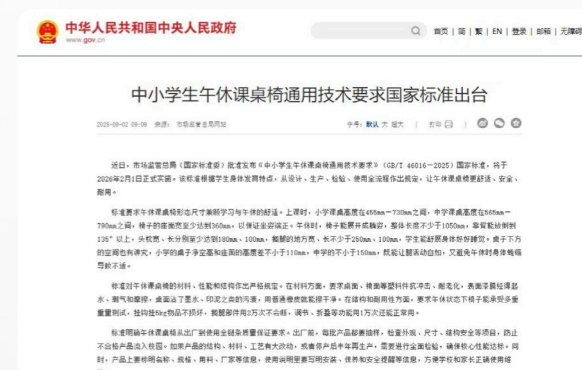 中华人民共和国中央人民政府
www.gov.cn
首页 | 简 | 繁 | EN | 登录 | 邮箱 | 无障碍
中小学生午休课桌椅通用技术要求国家标准出台
2025-09-02 09:09 来源： 市场监管总局网站
字号：默认 大 超大 | 打印 |
近日，市场监管总局（国家标准委）批准发布《中小学生午休课桌椅通用技术要求》（GB/T 46016—2025）国家标准，将于
2026年2月1日正式实施。该标准根据学生身体发育特点，从设计、生产、检验、使用全流程作出规定，让午休课桌椅更舒适、安全、
耐用。
标准要求午休课桌椅形态尺寸兼顾学习与午休的舒适。上课时，小学课桌高度在455mm—730mm之间，中学课桌高度在565mm—
790mm之间，椅子的座面宽至少达到360mm，以保证坐姿端正。午休时，椅子能展开成躺姿，整体长度不少于1050mm，靠背能放倒到
135°以上，头枕宽、长分别至少达到180mm、100mm，搁腿的地方宽、长不少于250mm、100mm，学生能舒展身体好好睡觉。桌子下方
的空间也有讲究，小学的桌子净空高和座面的高度差不小于110mm，中学的不小于150mm，既能让腿活动自如，又避免午休时身体蜷缩
导致不适。
标准对午休课桌椅的材料、性能和结构作出严格规定。在材料方面，要求桌面、椅面等塑料件抗冲击、耐老化，表面漆膜经得起
水、潮气和摩擦，桌面沾了墨水、印泥之类的污渍，用普通橡皮就能擦干净。在结构和耐用性方面，要求午休状态下椅子能承受多重
重量测试，挂钩挂5kg物品不损坏，搁腿部件用2万次不会断，调节、折叠等功能用1万次还能正常用。
标准明确午休课桌椅从出厂到使用全链条质量保证要求。出厂前，每批产品都要抽样，检查外观、尺寸、结构安全等项目，防止
不合格产品流入校园。如果产品的结构、材料、工艺有大改动，或者停产后半年再生产，需要进行全面检验，确保核心性能达标。同
时，产品上要标明名称、规格、用料、厂家等信息，使用说明里要写明安装、保养和安全提醒等信息，方便学校和家长正确使用维